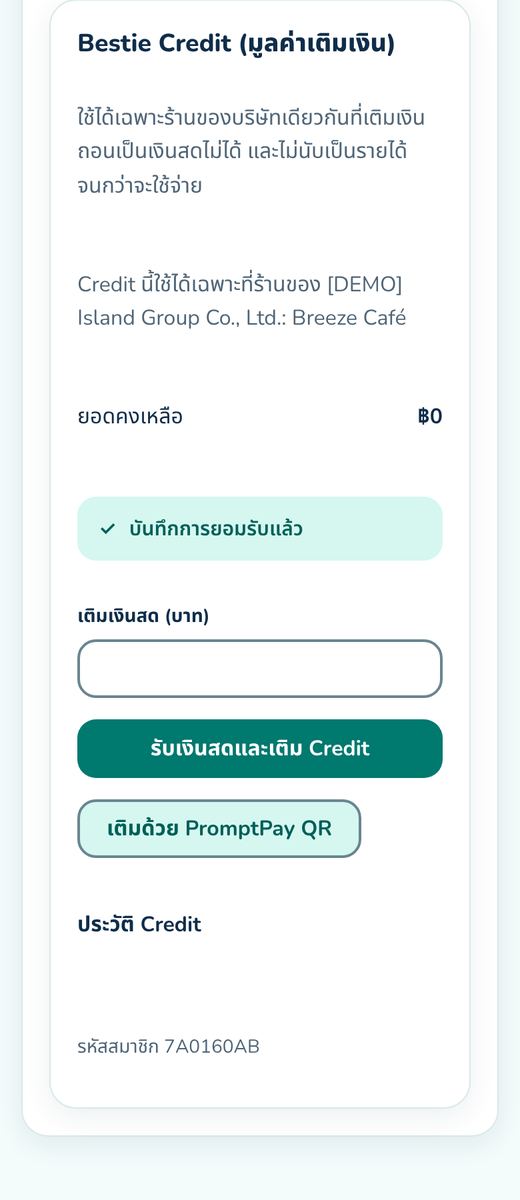 Bestie Credit (มูลค่าเติมเงิน)
ใช้ได้เฉพาะร้านของบริษัทเดียวกันที่เติมเงิน
ถอนเป็นเงินสดไม่ได้ และไม่นับเป็นรายได้
จนกว่าจะใช้จ่าย
Credit นี้ใช้ได้เฉพาะที่ร้านของ [DEMO]
Island Group Co., Ltd.: Breeze Café
ยอดคงเหลือ ฿0
✓ บันทึกการยอมรับแล้ว
เติมเงินสด (บาท)
รับเงินสดและเติม Credit
เติมด้วย PromptPay QR
ประวัติ Credit
รหัสสมาชิก 7A0160AB